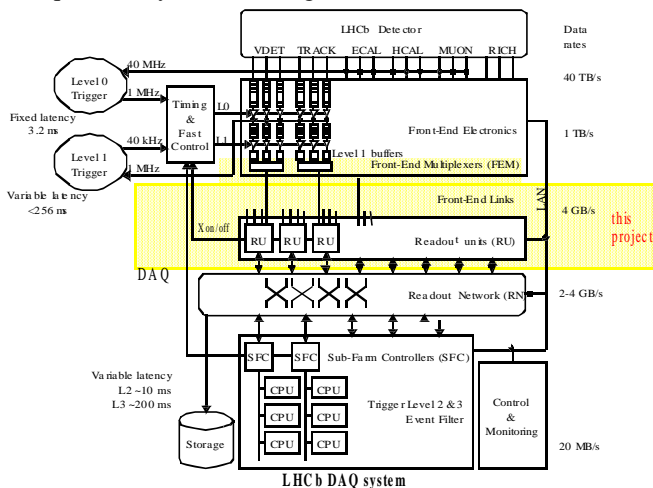 LHCb Detector
VDET TRACK ECAL HCAL MUON RICH
Data
rates
40 MHz
40 TB/s
Level 0
Trigger
1 MHz
Fixed latency
3.2 ms
Timing
&
Fast
Control
L0
L1
Front-End Electronics
1 TB/s
40 kHz
Level 1
Trigger
1 MHz
Level 1 buffers
Front-End Multiplexers (FEM)
Variable latency
<256 ms
Front-End Links
LAN
4 GB/s
this
project
X on/off
RU RU RU
Readout units (RU)
DAQ
Readout Network (RN)
2-4 GB/s
SFC SFC
Sub-Farm Controllers (SFC)
Variable latency
L2 ~10 ms
L3 ~200 ms
CPU CPU
CPU CPU
CPU CPU
Trigger Level 2 & 3
Event Filter
Control
&
Monitoring
Storage
20 MB/s
LHCb DAQ system